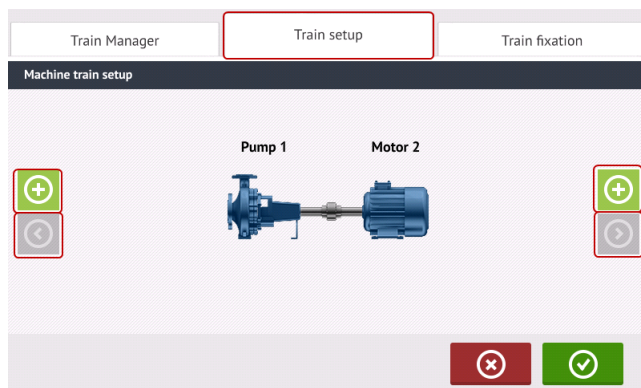 Train Manager
Train setup
Train fixation
Machine train setup
Pump 1
Motor 2